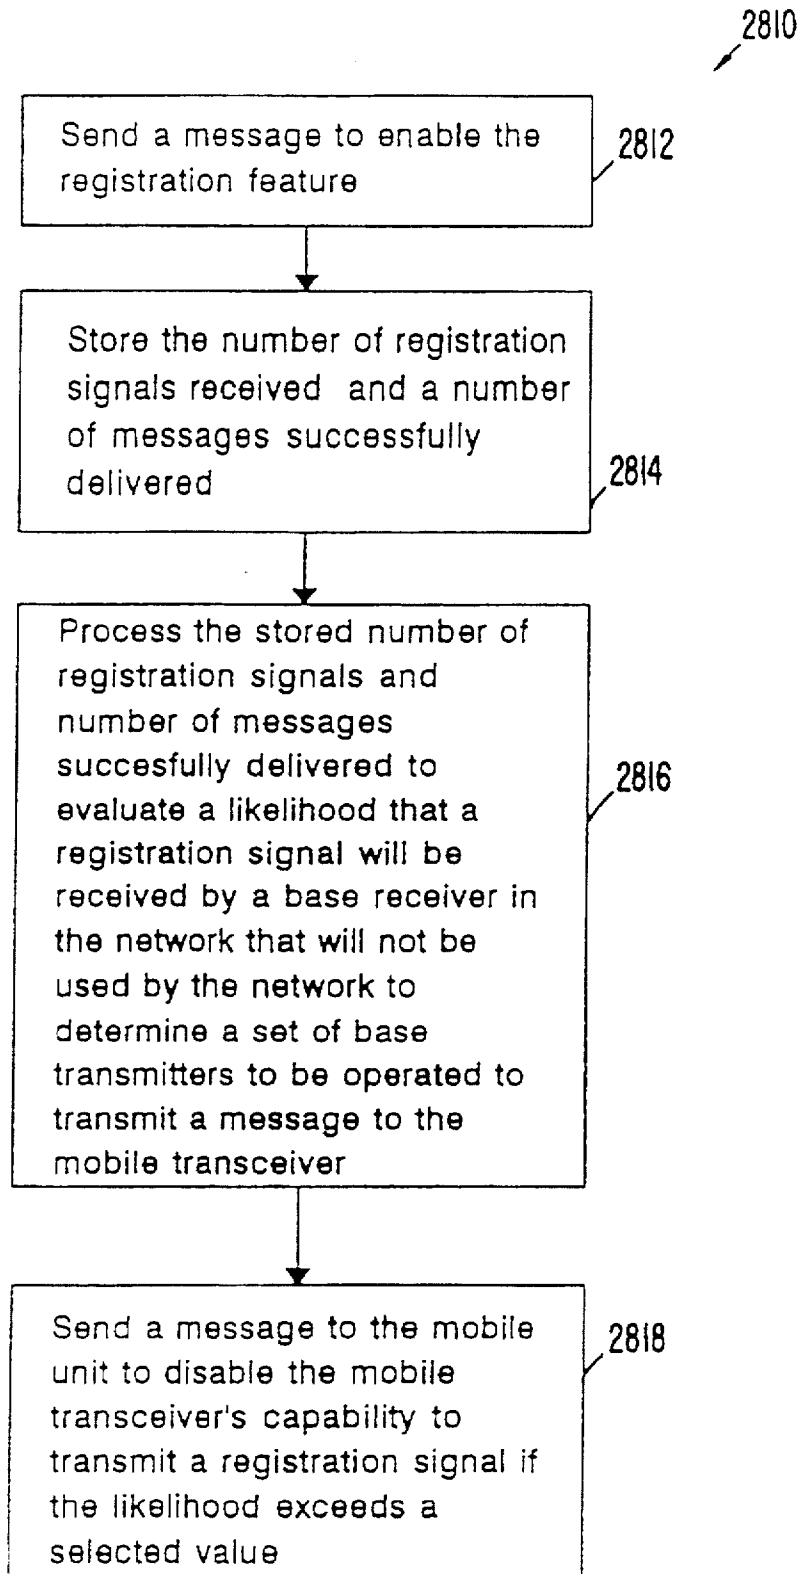 2810
Send a message to enable the
registration feature
2812
Store the number of registration
signals received and a number
of messages successfully
delivered
2814
Process the stored number of
registration signals and
number of messages
succesfully delivered to
evaluate a likelihood that a
registration signal will be
received by a base receiver in
the network that will not be
used by the network to
determine a set of base
transmitters to be operated to
transmit a message to the
mobile transceiver
2816
Send a message to the mobile
unit to disable the mobile
transceiver's capability to
transmit a registration signal if
the likelihood exceeds a
selected value
2818